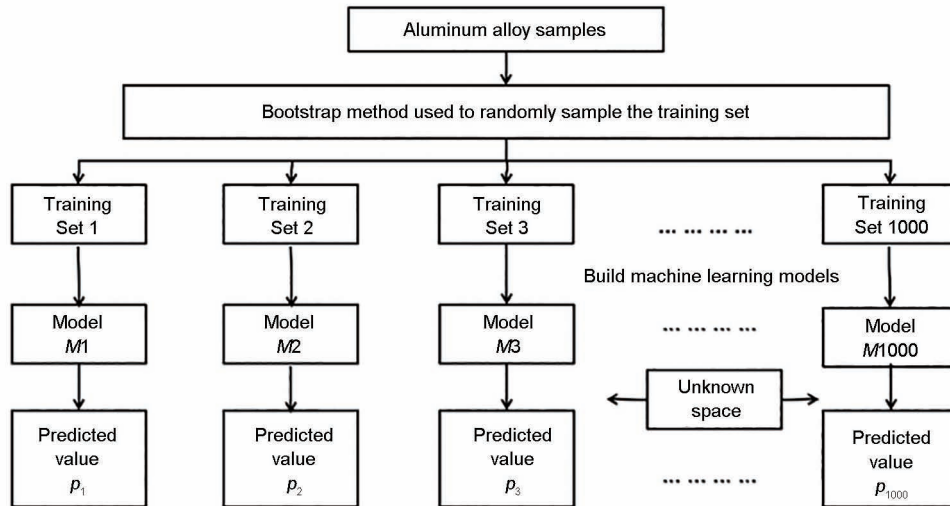 Aluminum alloy samples
Bootstrap method used to randomly sample the training set
Training
Set 1
Training
Set 2
Training
Set 3
Training
Set 1000
... ... ... ...
Build machine learning models
Model
M1
Model
M2
Model
M3
... ... ... ...
Model
M1000
Unknown
space
Predicted
value
p₁
Predicted
value
p₂
Predicted
value
p₃
... ... ... ...
Predicted
value
p₁₀₀₀